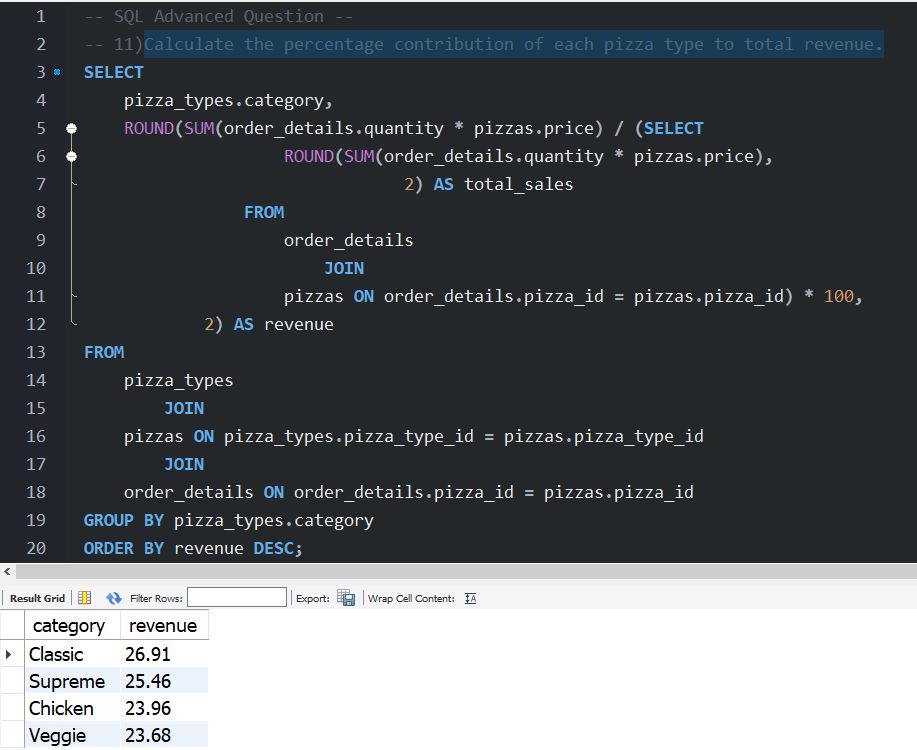 1 -- SQL Advanced Question --
2 -- 11)Calculate the percentage contribution of each pizza type to total revenue.
3 SELECT
4 pizza_types.category,
5 ROUND(SUM(order_details.quantity * pizzas.price) / (SELECT
6 ROUND(SUM(order_details.quantity * pizzas.price),
7 2) AS total_sales
8 FROM
9 order_details
10 JOIN
11 pizzas ON order_details.pizza_id = pizzas.pizza_id) * 100,
12 2) AS revenue
13 FROM
14 pizza_types
15 JOIN
16 pizzas ON pizza_types.pizza_type_id = pizzas.pizza_type_id
17 JOIN
18 order_details ON order_details.pizza_id = pizzas.pizza_id
19 GROUP BY pizza_types.category
20 ORDER BY revenue DESC;
Result Grid Filter Rows: Export: Wrap Cell Content:
category revenue
Classic 26.91
Supreme 25.46
Chicken 23.96
Veggie 23.68